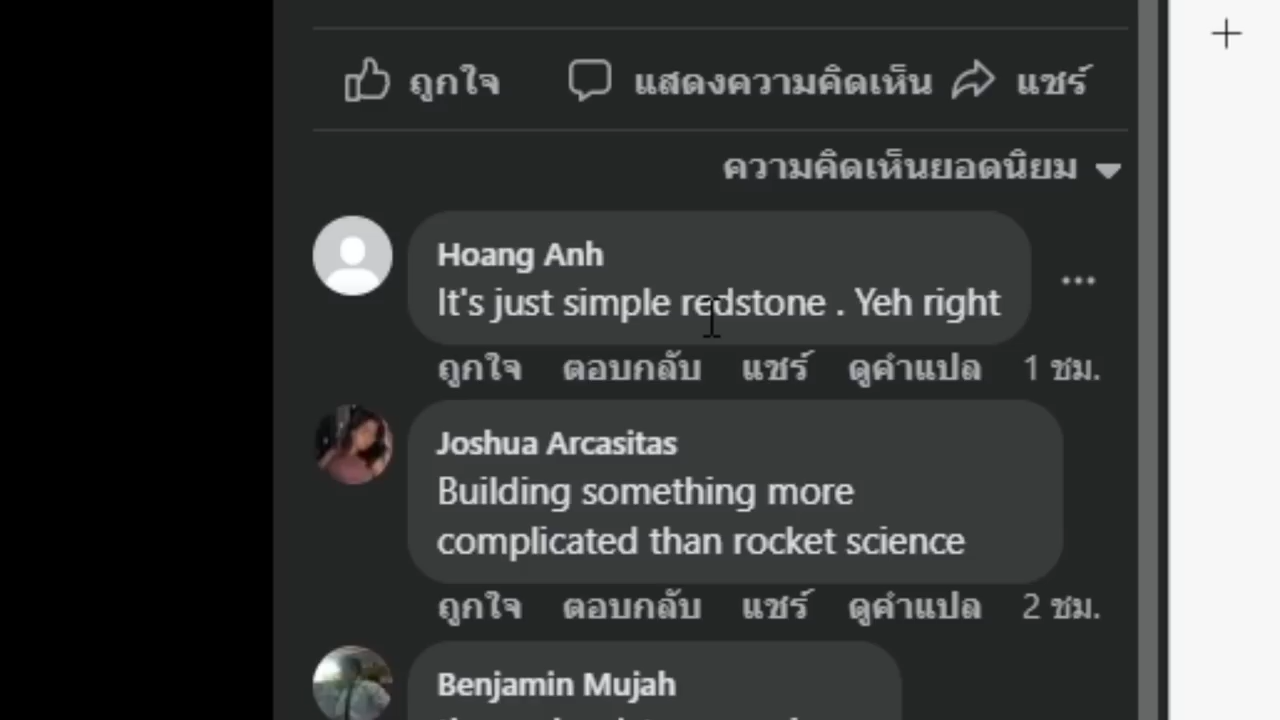 ถูกใจ แสดงความคิดเห็น แชร์
ความคิดเห็นยอดนิยม
Hoang Anh
It's just simple redstone . Yeh right
ถูกใจ ตอบกลับ แชร์ ดูคำแปล 1 ชม.
Joshua Arcasitas
Building something more
complicated than rocket science
ถูกใจ ตอบกลับ แชร์ ดูคำแปล 2 ชม.
Benjamin Mujah